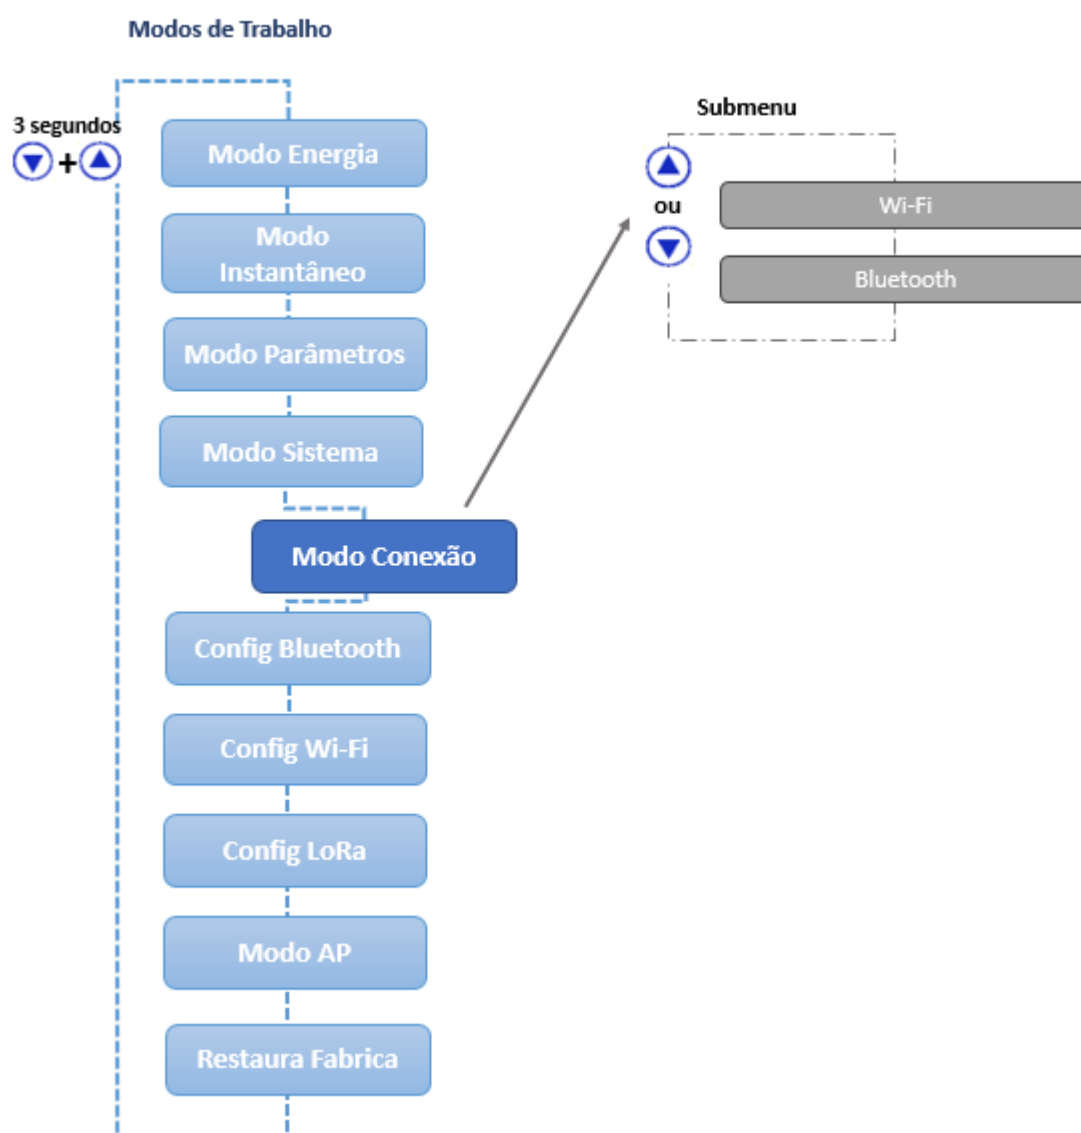 Modos de Trabalho
3 segundos
+
Modo Energia
Modo
Instantâneo
Modo Parâmetros
Modo Sistema
Modo Conexão
Config Bluetooth
Config Wi-Fi
Config LoRa
Modo AP
Restaura Fabrica
Submenu
ou
Wi-Fi
Bluetooth